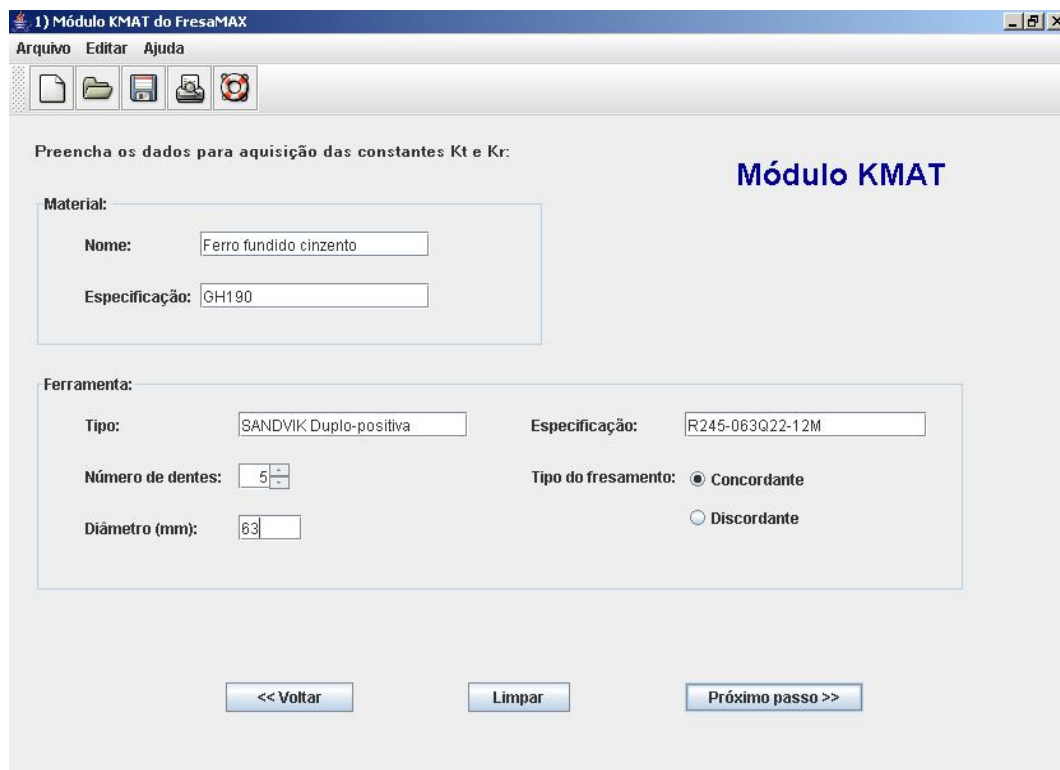 1) Módulo KMAT do FresaMAX
Arquivo Editar Ajuda
Preencha os dados para aquisição das constantes Kt e Kr:
Módulo KMAT
Material:
Nome: Ferro fundido cinzento
Especificação: GH190
Ferramenta:
Tipo: SANDVIK Duplo-positiva Especificação: R245-063Q22-12M
Número de dentes: 5 Tipo do fresamento: Concordante
Diâmetro (mm): 63 Discordante
<< Voltar Limpar Próximo passo >>